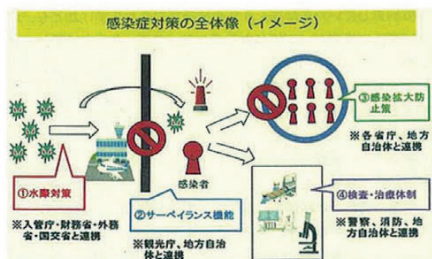 感染症対策の全体像（イメージ）
①水際対策
※入管庁・財務省・外務
省・国交省と連携
②サーベイランス機能
※観光庁、地方自治
体と連携
感染者
③感染拡大防
止策
※各省庁、地方
自治体と連携
④検査・治療体制
※警察、消防、地
方自治体と連携